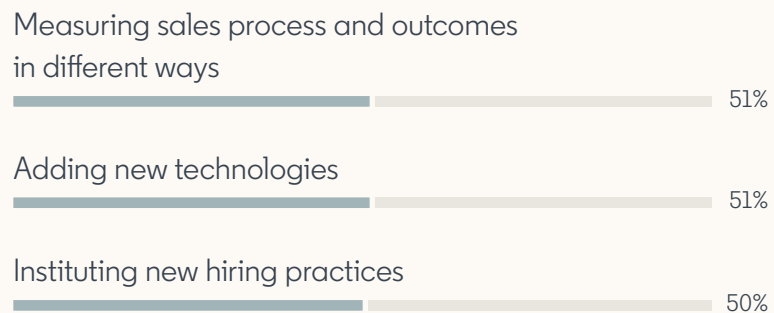 Measuring sales process and outcomes
in different ways
51%
Adding new technologies
51%
Instituting new hiring practices
50%